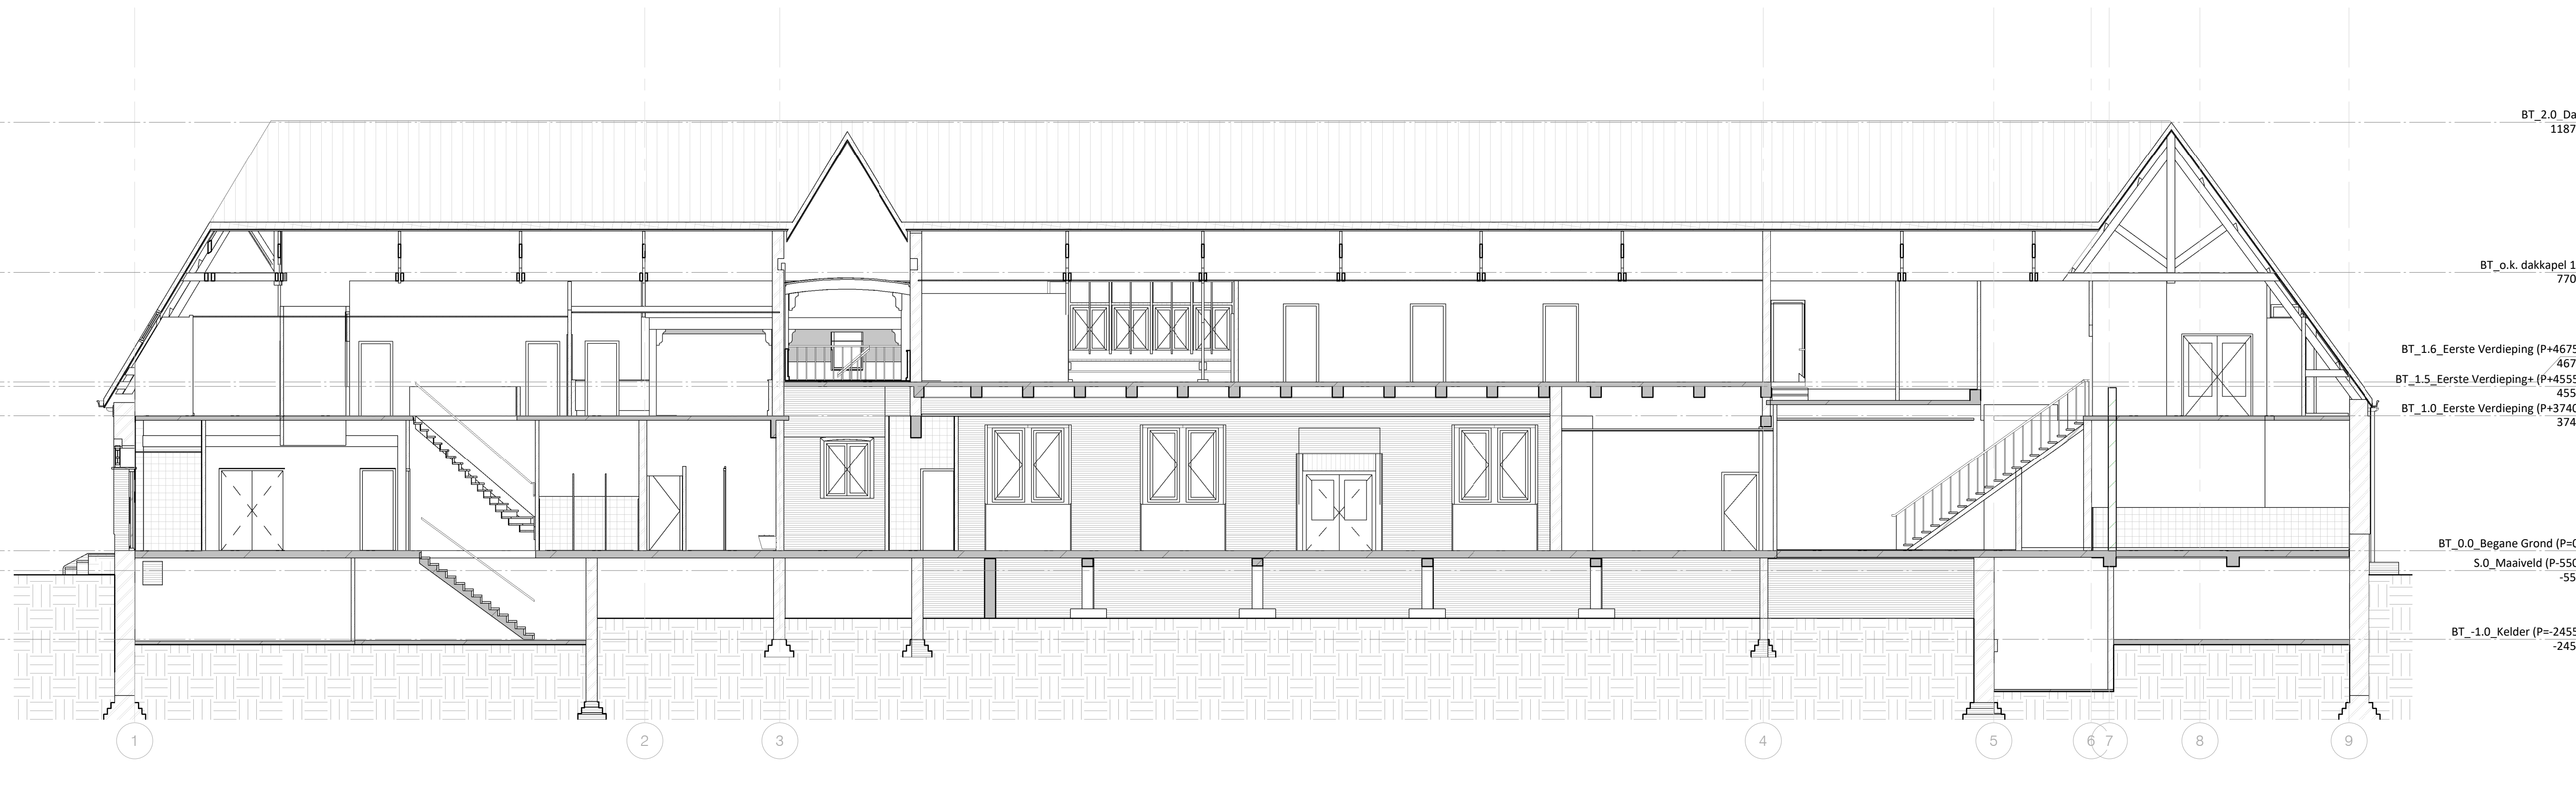 BT_2.0_Da
1187
BT_o.k. dakkapel 1
770
BT_1.6_Eerste Verdieping (P+4675
467
BT_1.5_Eerste Verdieping+ (P+4555
455
BT_1.0_Eerste Verdieping (P+3740
374
BT_0.0_Begane Grond (P=0
S.0_Maaiveld (P-550
-55
BT_-1.0_Kelder (P=-2455
-245
1 2 3 4 5 6 7 8 9